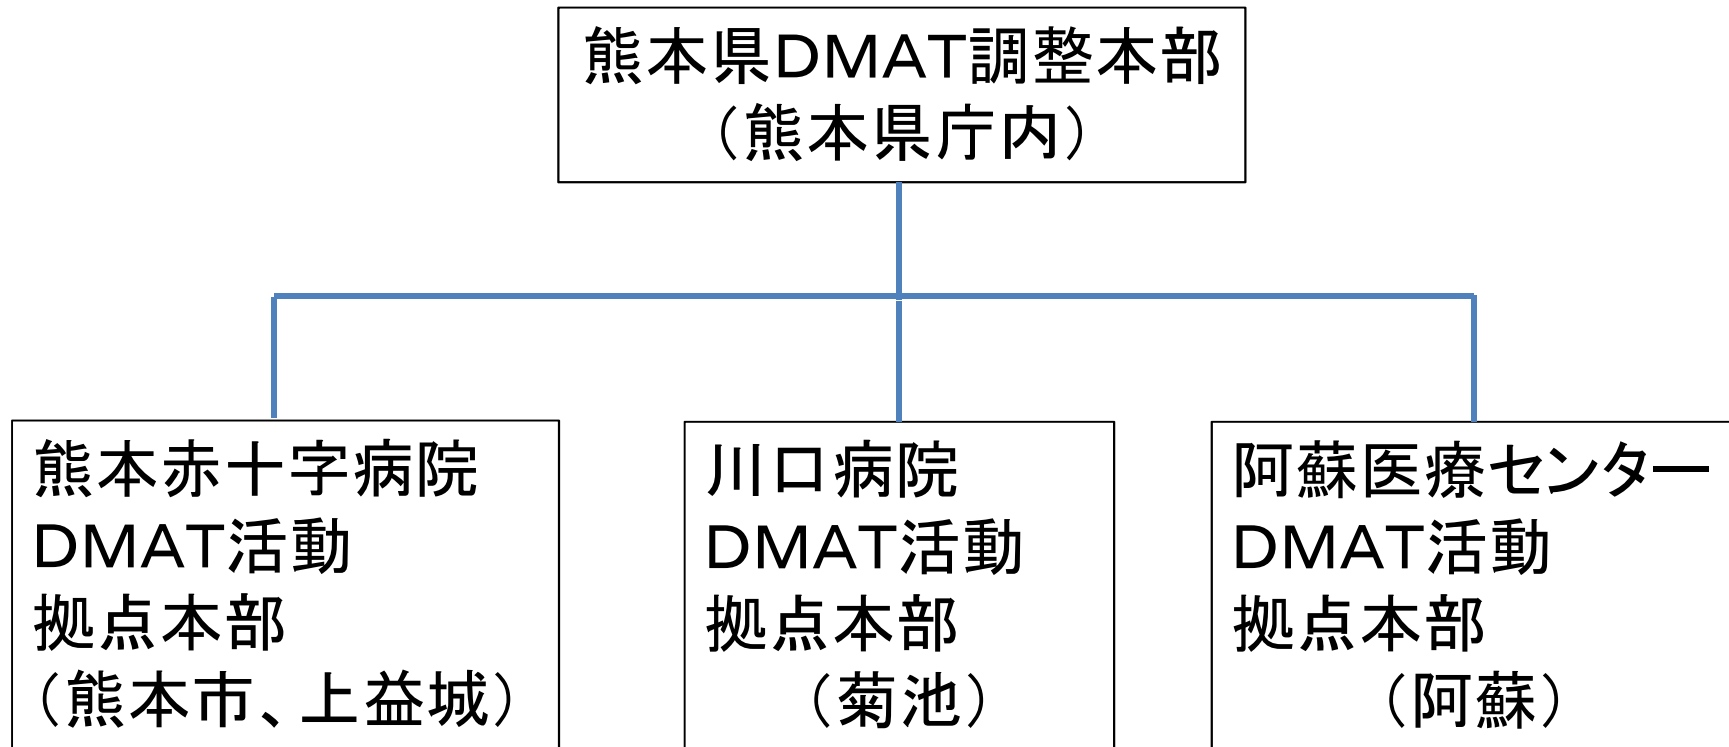 熊本県DMAT調整本部
（熊本県庁内）
熊本赤十字病院
DMAT活動
拠点本部
（熊本市、上益城）
川口病院
DMAT活動
拠点本部
（菊池）
阿蘇医療センター
DMAT活動
拠点本部
（阿蘇）